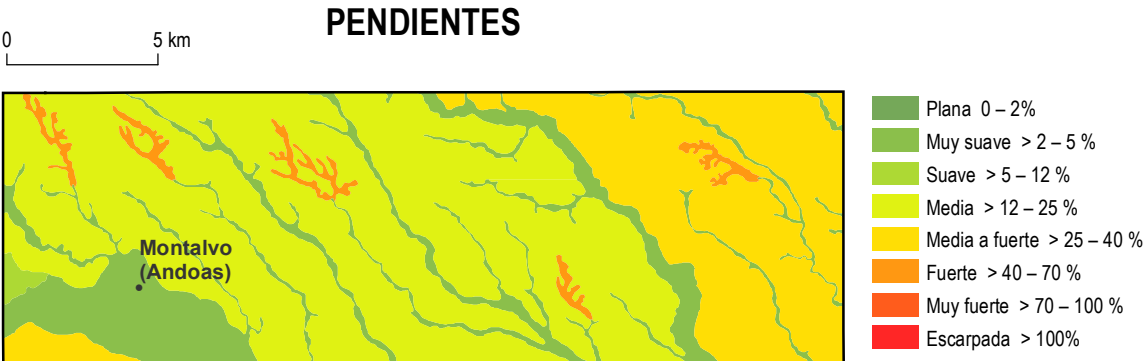 PENDIENTES
0 5 km
Montalvo
(Andoas)
Plana 0 – 2%
Muy suave > 2 – 5 %
Suave > 5 – 12 %
Media > 12 – 25 %
Media a fuerte > 25 – 40 %
Fuerte > 40 – 70 %
Muy fuerte > 70 – 100 %
Escarpada > 100%